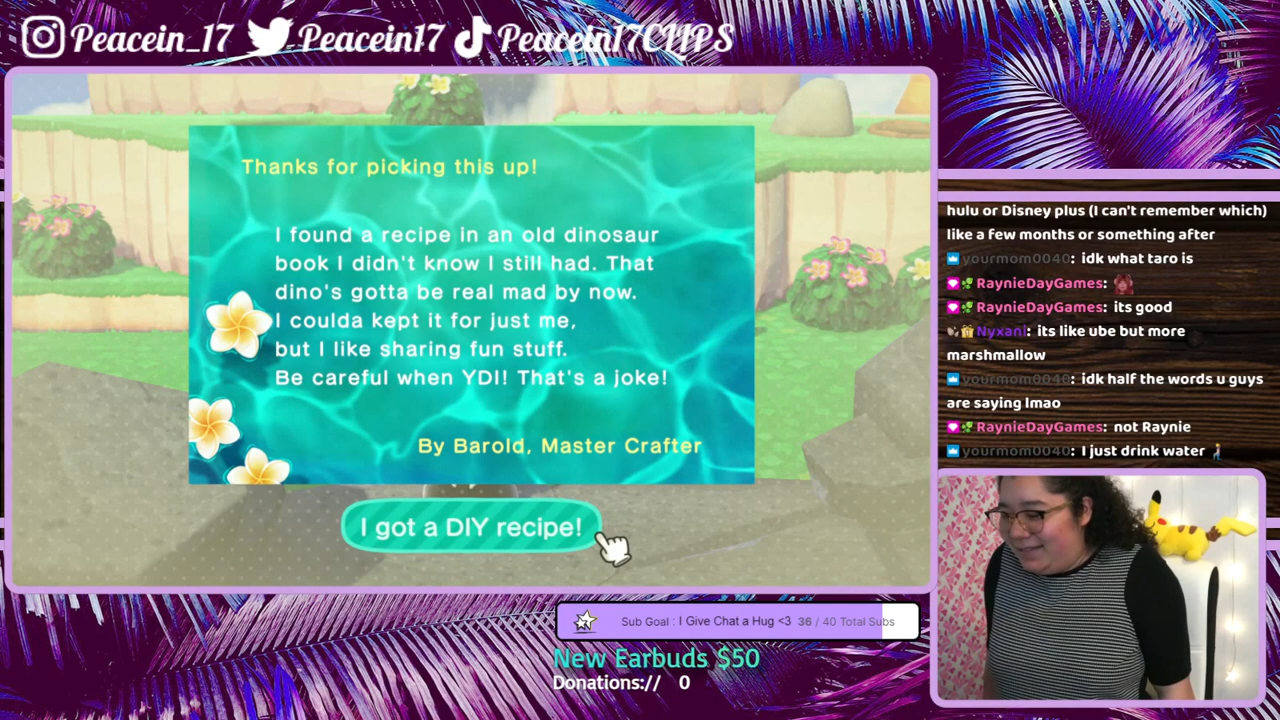 Peacein_17 Peacein17 Peacein17ClIPS
Thanks for picking this up!
I found a recipe in an old dinosaur
book I didn't know I still had. That
dino's gotta be real mad by now.
I coulda kept it for just me,
but I like sharing fun stuff.
Be careful when YDI! That's a joke!
By Barold, Master Crafter
I got a DIY recipe!
hulu or Disney plus (I can't remember which)
like a few months or something after
yourmom0040: idk what taro is
RaynieDayGames:
RaynieDayGames: its good
Nyxani: its like ube but more
marshmallow
yourmom0040: idk half the words u guys
are saying lmao
RaynieDayGames: not Raynie
yourmom0040: I just drink water
Sub Goal : I Give Chat a Hug <3 36 / 40 Total Subs
New Earbuds $50
Donations:// 0